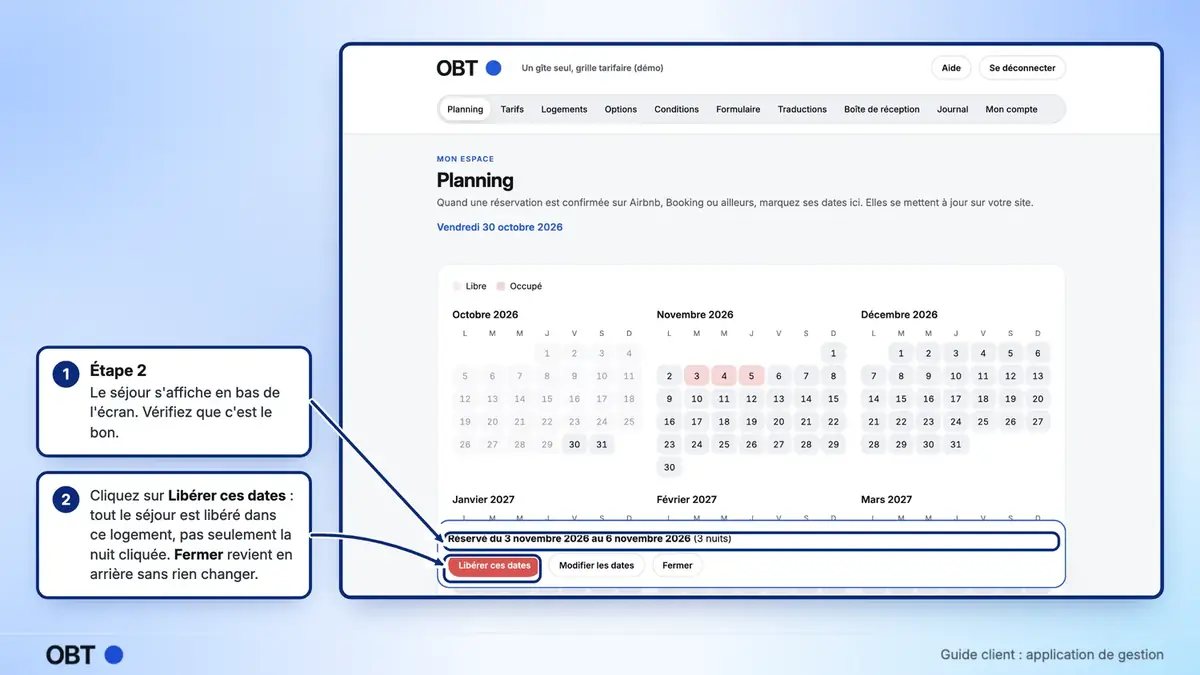 OBT
Un gîte seul, grille tarifaire (démo)
Aide
Se déconnecter
Planning Tarifs Logements Options Conditions Formulaire Traductions Boîte de réception Journal Mon compte
MON ESPACE
Planning
Quand une réservation est confirmée sur Airbnb, Booking ou ailleurs, marquez ses dates ici. Elles se mettent à jour sur votre site.
Vendredi 30 octobre 2026
Libre Occupé
Octobre 2026
L M M J V S D
1 2 3 4
5 6 7 8 9 10 11
12 13 14 15 16 17 18
19 20 21 22 23 24 25
26 27 28 29 30 31
Novembre 2026
L M M J V S D
1
2 3 4 5 6 7 8
9 10 11 12 13 14 15
16 17 18 19 20 21 22
23 24 25 26 27 28 29
30
Décembre 2026
L M M J V S D
1 2 3 4 5 6
7 8 9 10 11 12 13
14 15 16 17 18 19 20
21 22 23 24 25 26 27
28 29 30 31
Janvier 2027
L M M J V S D
Février 2027
L M M J V S D
Mars 2027
L M M J V S D
Réservé du 3 novembre 2026 au 6 novembre 2026 (3 nuits)
Libérer ces dates
Modifier les dates
Fermer
1
Étape 2
Le séjour s'affiche en bas de
l'écran. Vérifiez que c'est le
bon.
2
Cliquez sur Libérer ces dates :
tout le séjour est libéré dans
ce logement, pas seulement la
nuit cliquée. Fermer revient en
arrière sans rien changer.
OBT
Guide client : application de gestion